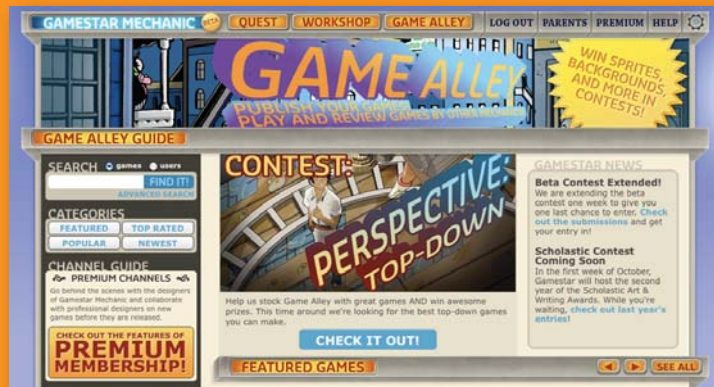 GAMESTAR MECHANIC BETA QUEST WORKSHOP GAME ALLEY LOG OUT PARENTS PREMIUM HELP
GAME ALLEY
PUBLISH YOUR GAMES
PLAY AND REVIEW GAMES BY OTHER MECHANICS
WIN SPRITES,
BACKGROUNDS,
AND MORE IN
CONTESTS!
GAME ALLEY GUIDE
SEARCH games users
FIND IT!
ADVANCED SEARCH
CATEGORIES
FEATURED TOP RATED
POPULAR NEWEST
CHANNEL GUIDE
PREMIUM CHANNELS
Go behind the scenes with the designers
of Gamestar Mechanic and collaborate
with professional designers on new
games before they are released.
CHECK OUT THE FEATURES OF
PREMIUM
MEMBERSHIP!
CONTEST:
PERSPECTIVE:
TOP-DOWN
Help us stock Game Alley with great games AND win awesome
prizes. This time around we're looking for the best top-down games
you can make.
CHECK IT OUT!
GAMESTAR NEWS
Beta Contest Extended!
We are extending the beta
contest one week to give you
one last chance to enter. Check
out the submissions and get
your entry in!
Scholastic Contest
Coming Soon
In the first week of October,
Gamestar will host the second
year of the Scholastic Art &
Writing Awards. While you're
waiting, check out last year's
entries!
FEATURED GAMES SEE ALL